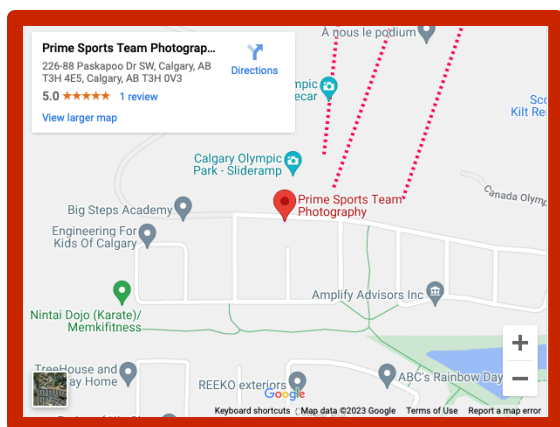 Prime Sports Team Photograp...
226-88 Paskapoo Dr SW, Calgary, AB
T3H 4E5, Calgary, AB T3H 0V3
5.0
1 review
View larger map
Directions
À nous le podium
Calgary Olympic
Park - Slideramp
Prime Sports Team
Photography
Big Steps Academy
Engineering For
Kids Of Calgary
Canada Olymp
Nintai Dojo (Karate)/
Memkifitness
Amplify Advisors Inc
TreeHouse and
Home
REEKO exteriors
ABC's Rainbow Day
+
−
Google
Keyboard shortcuts
Map data ©2023 Google
Terms of Use
Report a map error